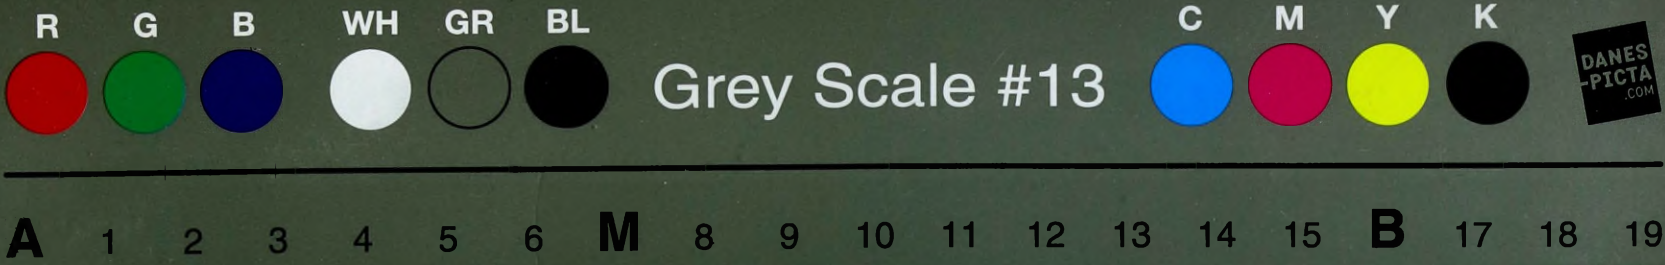 R G B WH GR BL C M Y K
Grey Scale #13
DANES
-PICTA
.COM
A 1 2 3 4 5 6 M 8 9 10 11 12 13 14 15 B 17 18 19